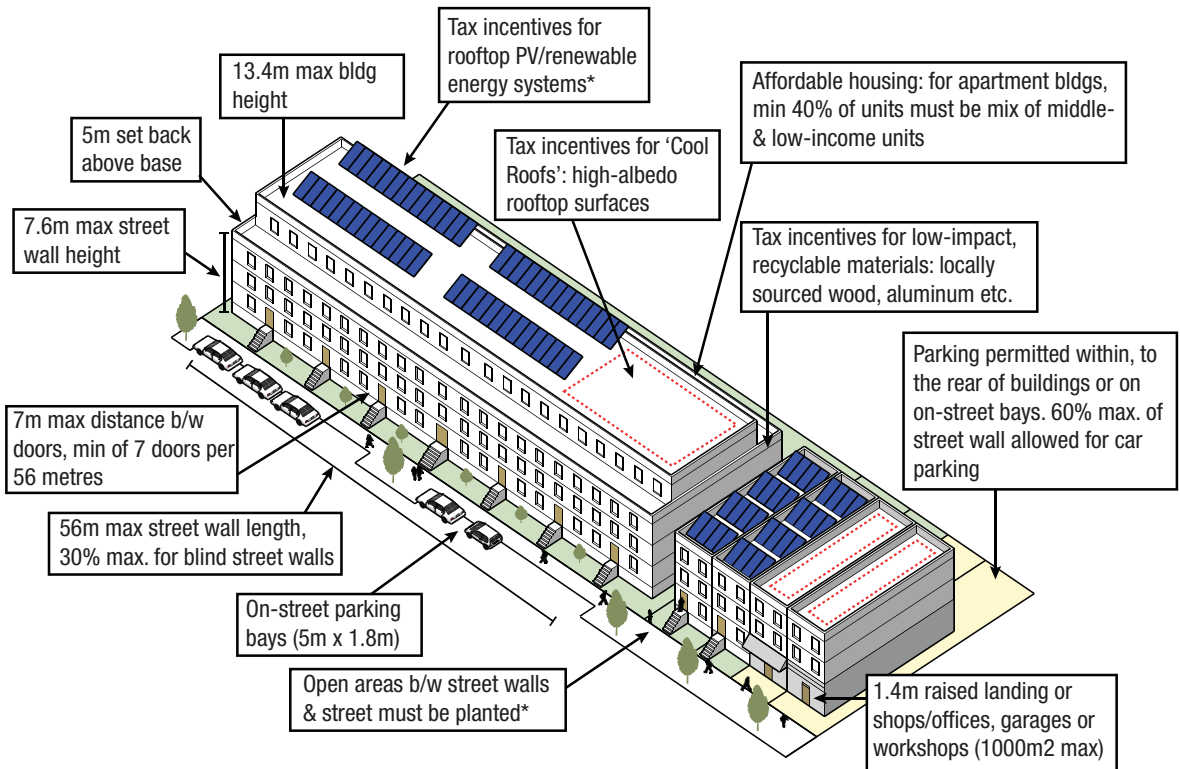 Tax incentives for
rooftop PV/renewable
energy systems*
13.4m max bldg
height
Affordable housing: for apartment bldgs,
min 40% of units must be mix of middle-
& low-income units
5m set back
above base
Tax incentives for ‘Cool
Roofs’: high-albedo
rooftop surfaces
7.6m max street
wall height
Tax incentives for low-impact,
recyclable materials: locally
sourced wood, aluminum etc.
Parking permitted within, to
the rear of buildings or on
on-street bays. 60% max. of
street wall allowed for car
parking
7m max distance b/w
doors, min of 7 doors per
56 metres
56m max street wall length,
30% max. for blind street walls
On-street parking
bays (5m x 1.8m)
Open areas b/w street walls
& street must be planted*
1.4m raised landing or
shops/offices, garages or
workshops (1000m2 max)